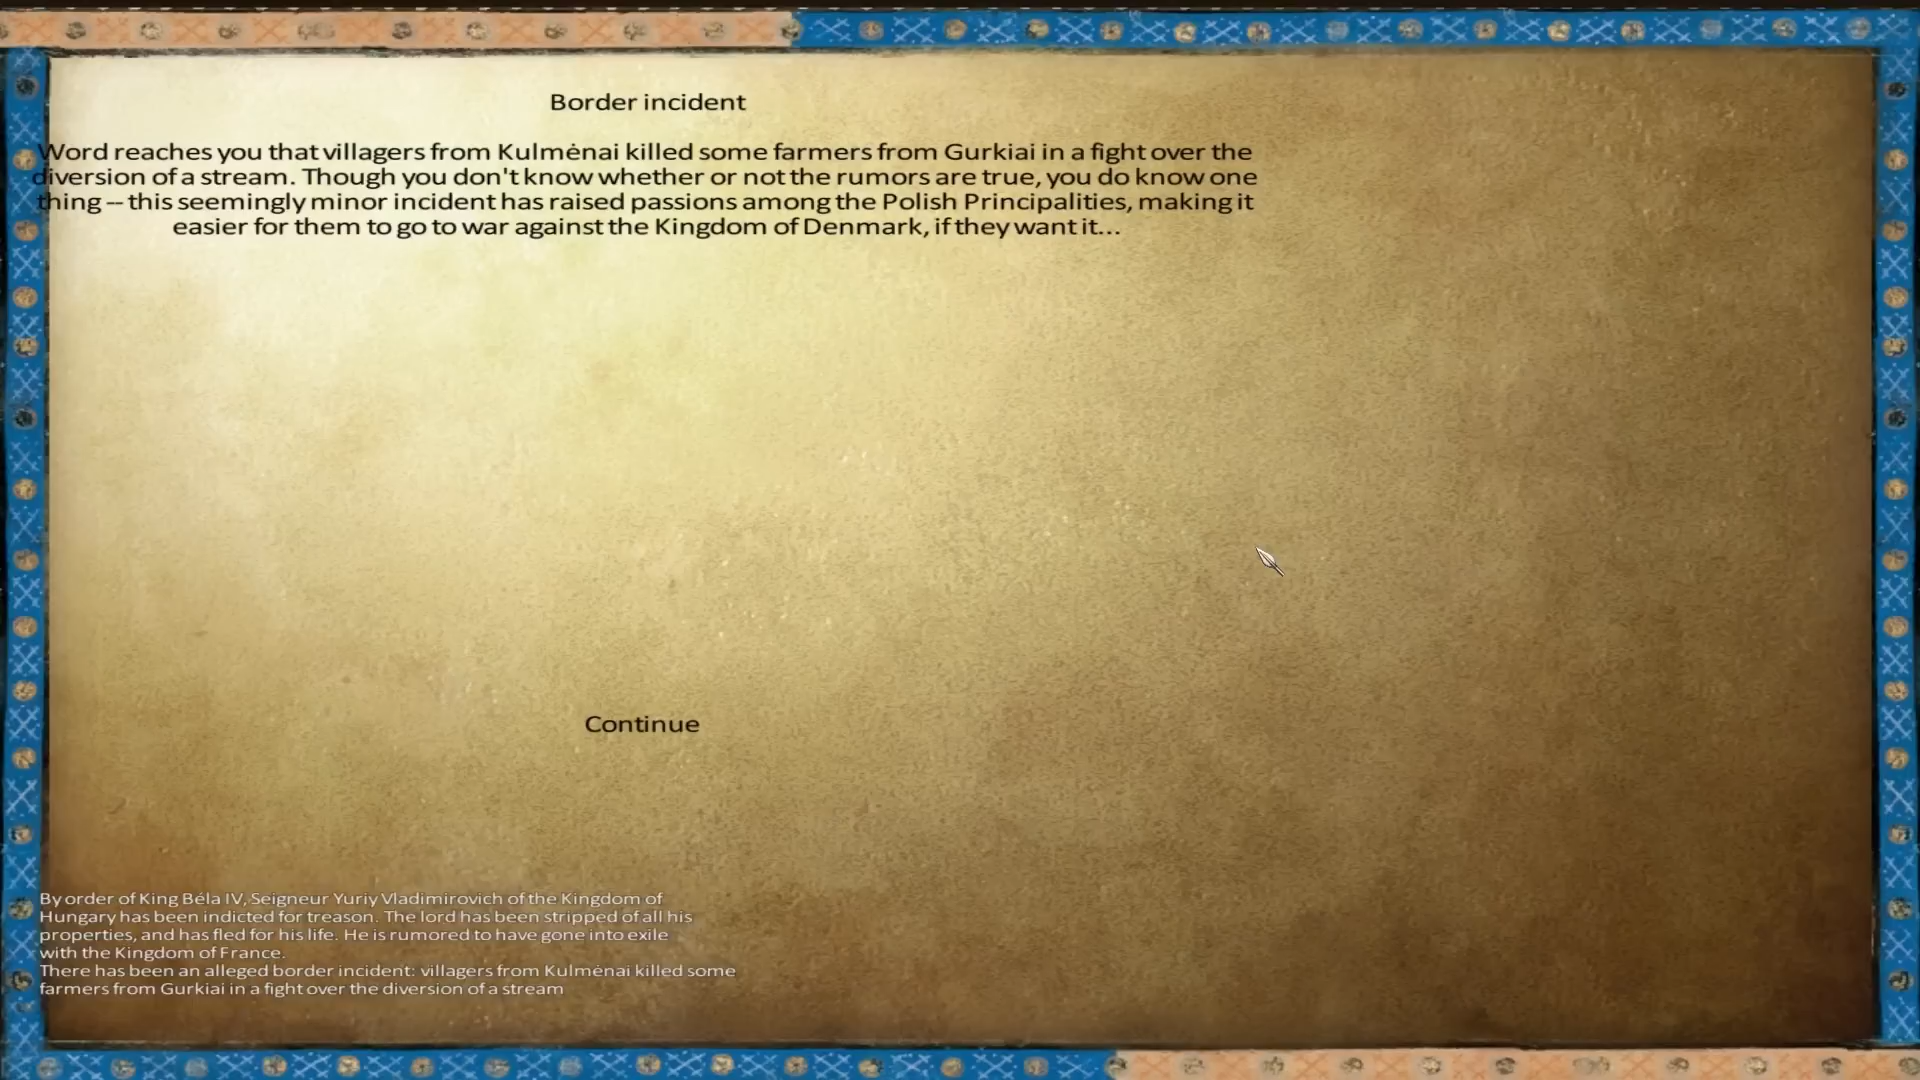 Border incident
Word reaches you that villagers from Kulmėnai killed some farmers from Gurkiai in a fight over the
diversion of a stream. Though you don't know whether or not the rumors are true, you do know one
thing -- this seemingly minor incident has raised passions among the Polish Principalities, making it
easier for them to go to war against the Kingdom of Denmark, if they want it...
Continue
By order of King Béla IV, Seigneur Yuriy Vladimirovich of the Kingdom of
Hungary has been indicted for treason. The lord has been stripped of all his
properties, and has fled for his life. He is rumored to have gone into exile
with the Kingdom of France.
There has been an alleged border incident: villagers from Kulmėnai killed some
farmers from Gurkiai in a fight over the diversion of a stream